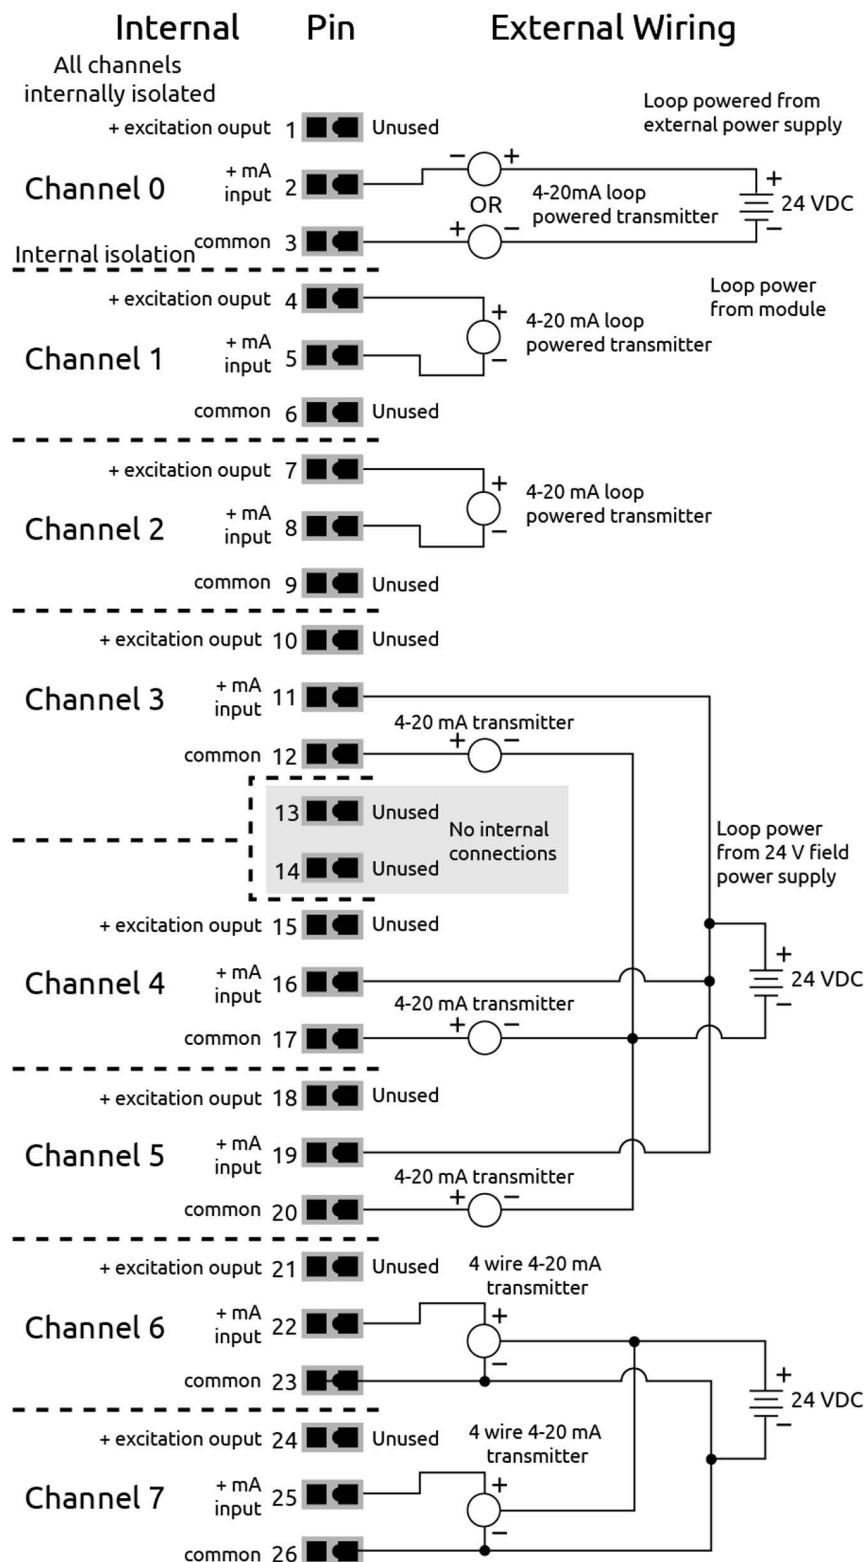 Internal Pin External Wiring
All channels
internally isolated
Loop powered from
external power supply
+ excitation ouput 1 Unused
Channel 0
+ mA
input 2
− +
OR
4-20mA loop
powered transmitter
+
24 VDC
−
common 3
+ −
Internal isolation
+ excitation ouput 4
Loop power
from module
Channel 1
+ mA
input 5
+
−
4-20 mA loop
powered transmitter
common 6 Unused
+ excitation ouput 7
Channel 2
+ mA
input 8
+
−
4-20 mA loop
powered transmitter
common 9 Unused
+ excitation ouput 10 Unused
Channel 3
+ mA
input 11
4-20 mA transmitter
common 12
+ −
13 Unused
No internal
connections
14 Unused
Loop power
from 24 V field
power supply
+ excitation ouput 15 Unused
Channel 4
+ mA
input 16
+
24 VDC
−
4-20 mA transmitter
common 17
+ −
+ excitation ouput 18 Unused
Channel 5
+ mA
input 19
4-20 mA transmitter
common 20
+ −
+ excitation ouput 21 Unused
4 wire 4-20 mA
transmitter
Channel 6
+ mA
input 22
+
−
common 23
+
24 VDC
−
+ excitation ouput 24 Unused
4 wire 4-20 mA
transmitter
Channel 7
+ mA
input 25
+
−
common 26